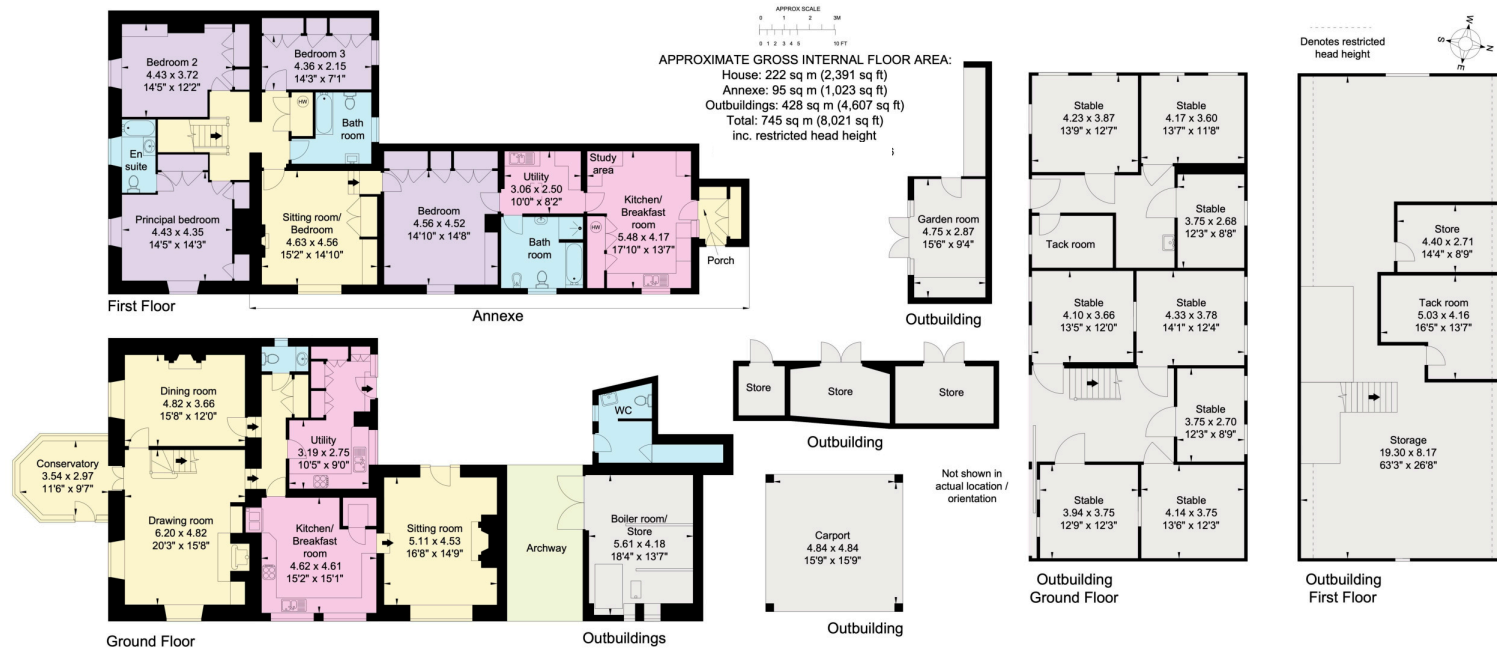 APPROX SCALE
0 1 2 3M
0 1 2 3 4 5 10 FT
APPROXIMATE GROSS INTERNAL FLOOR AREA:
House: 222 sq m (2,391 sq ft)
Annexe: 95 sq m (1,023 sq ft)
Outbuildings: 428 sq m (4,607 sq ft)
Total: 745 sq m (8,021 sq ft)
inc. restricted head height
Denotes restricted
head height
W
S
N
E
Bedroom 2
4.43 x 3.72
14'5" x 12'2"
Bedroom 3
4.36 x 2.15
14'3" x 7'1"
HW
Bath
room
En
suite
Principal bedroom
4.43 x 4.35
14'5" x 14'3"
Sitting room/
Bedroom
4.63 x 4.56
15'2" x 14'10"
Bedroom
4.56 x 4.52
14'10" x 14'8"
Utility
3.06 x 2.50
10'0" x 8'2"
Bath
room
Study
area
Kitchen/
Breakfast
room
5.48 x 4.17
17'10" x 13'7"
HW
Porch
First Floor
Annexe
Garden room
4.75 x 2.87
15'6" x 9'4"
Outbuilding
Dining room
4.82 x 3.66
15'8" x 12'0"
Conservatory
3.54 x 2.97
11'6" x 9'7"
Drawing room
6.20 x 4.82
20'3" x 15'8"
Utility
3.19 x 2.75
10'5" x 9'0"
Kitchen/
Breakfast
room
4.62 x 4.61
15'2" x 15'1"
Sitting room
5.11 x 4.53
16'8" x 14'9"
Archway
WC
Boiler room/
Store
5.61 x 4.18
18'4" x 13'7"
Ground Floor
Outbuildings
Store
Store
Store
Outbuilding
Carport
4.84 x 4.84
15'9" x 15'9"
Outbuilding
Not shown in
actual location /
orientation
Stable
4.23 x 3.87
13'9" x 12'7"
Stable
4.17 x 3.60
13'7" x 11'8"
Stable
3.75 x 2.68
12'3" x 8'8"
Tack room
Stable
4.10 x 3.66
13'5" x 12'0"
Stable
4.33 x 3.78
14'1" x 12'4"
Stable
3.75 x 2.70
12'3" x 8'9"
Stable
3.94 x 3.75
12'9" x 12'3"
Stable
4.14 x 3.75
13'6" x 12'3"
Outbuilding
Ground Floor
Store
4.40 x 2.71
14'4" x 8'9"
Tack room
5.03 x 4.16
16'5" x 13'7"
Storage
19.30 x 8.17
63'3" x 26'8"
Outbuilding
First Floor